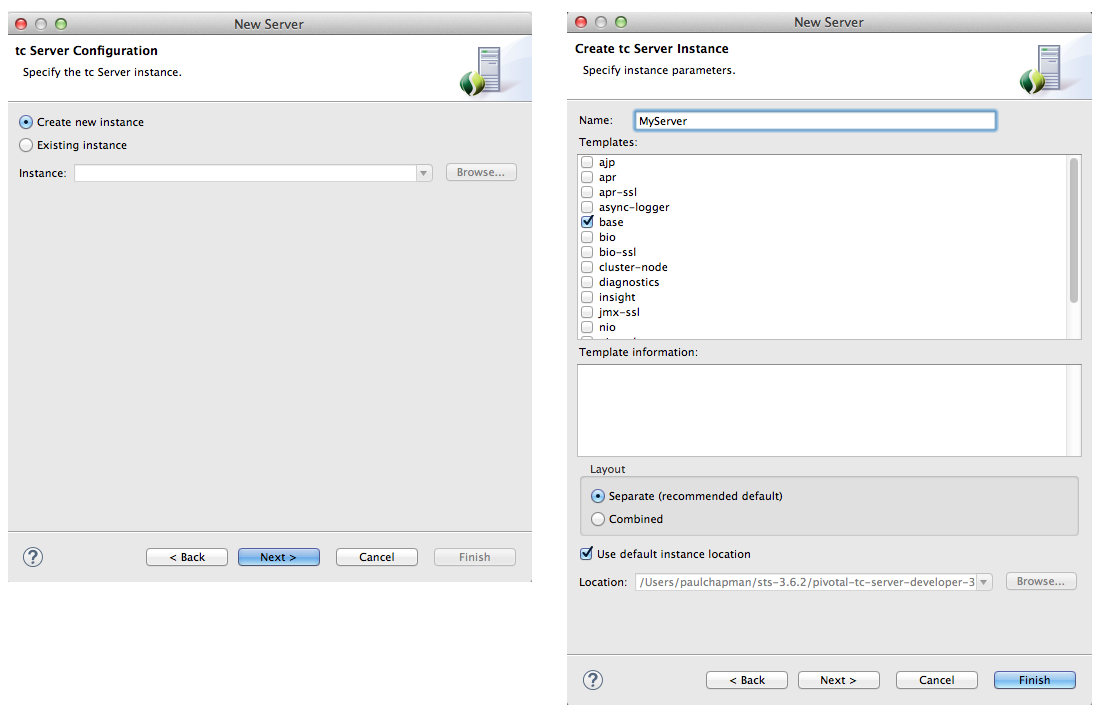 New Server
tc Server Configuration
Specify the tc Server instance.
Create new instance
Existing instance
Instance:
Browse...
< Back
Next >
Cancel
Finish
New Server
Create tc Server Instance
Specify instance parameters.
Name: MyServer
Templates:
ajp
apr
apr-ssl
async-logger
base
bio
bio-ssl
cluster-node
diagnostics
insight
jmx-ssl
nio
Template information:
Layout
Separate (recommended default)
Combined
Use default instance location
Location: /Users/paulchapman/sts-3.6.2/pivotal-tc-server-developer-3
Browse...
< Back
Next >
Cancel
Finish